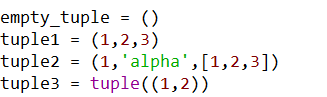 empty_tuple = ()
tuple1 = (1,2,3)
tuple2 = (1,'alpha',[1,2,3])
tuple3 = tuple((1,2))